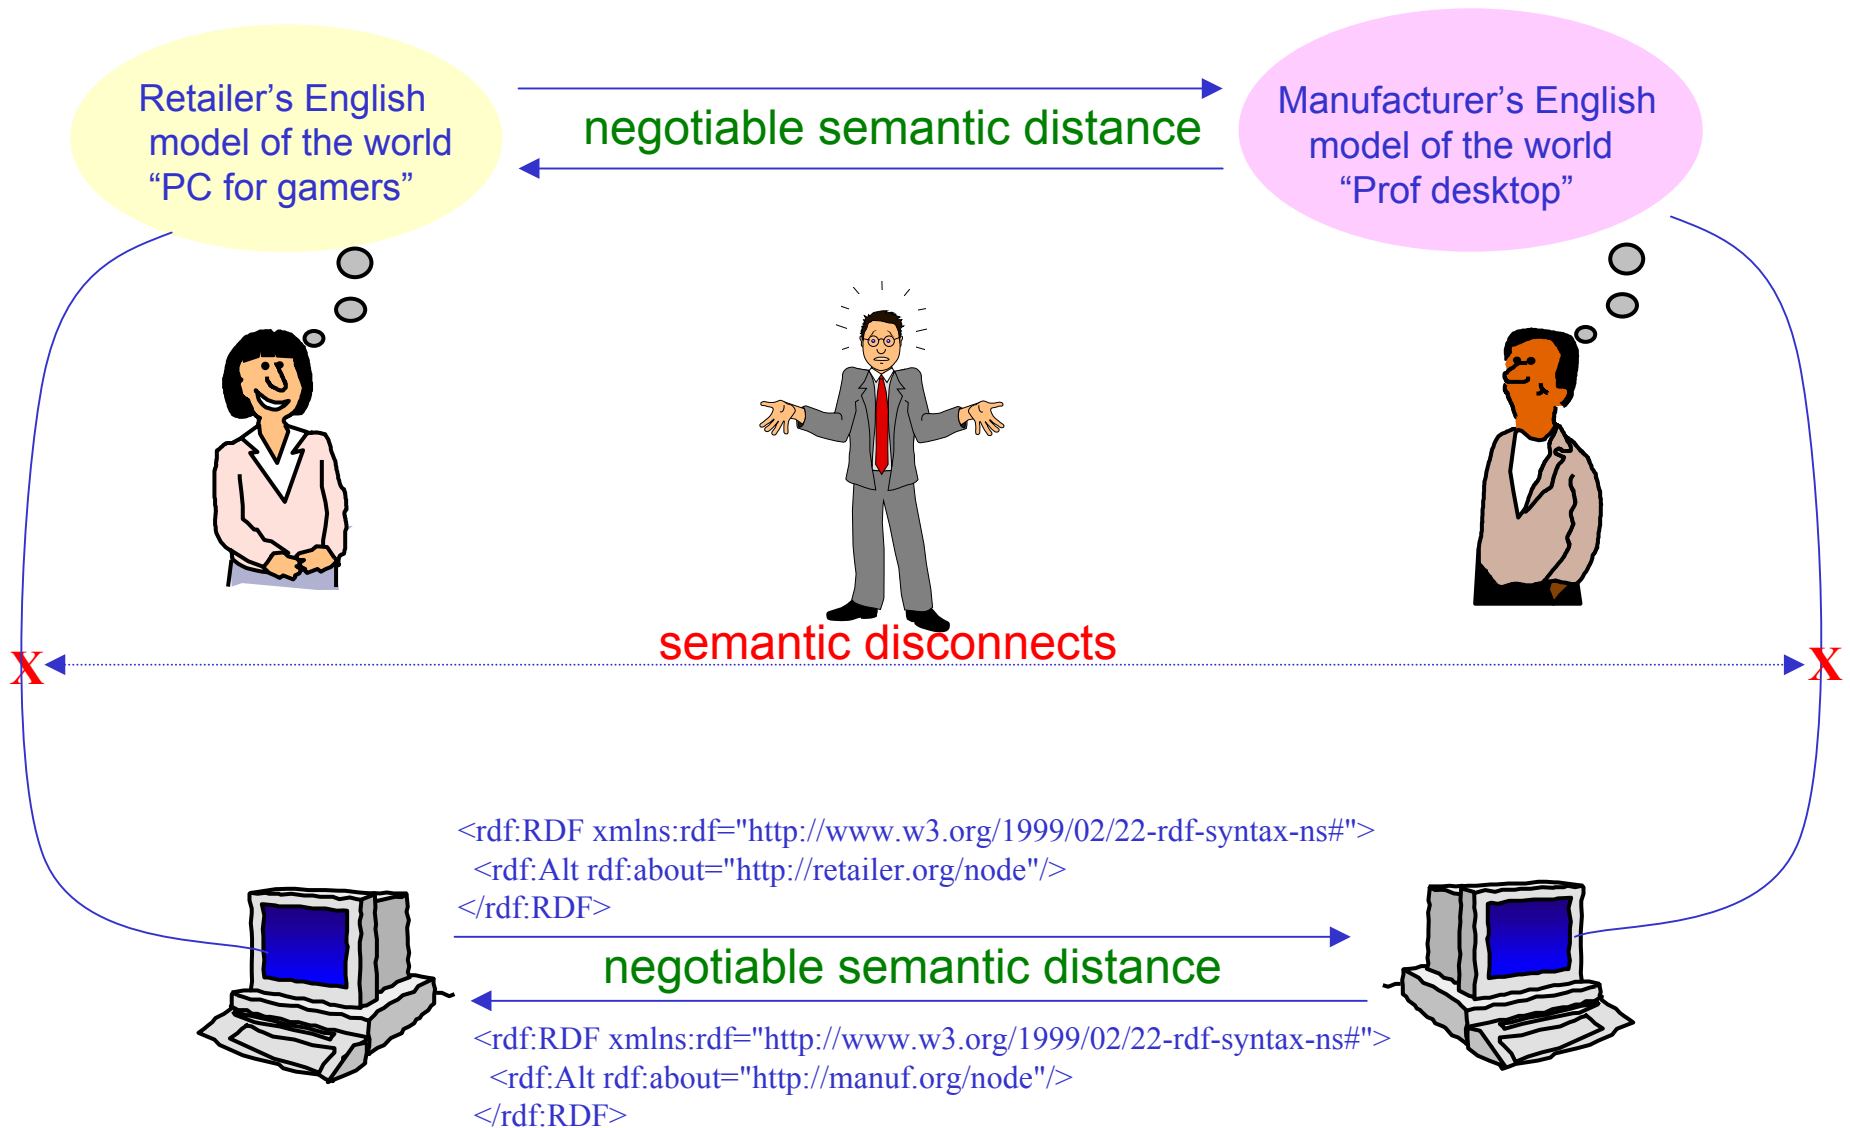 Retailer’s English
model of the world
“PC for gamers”
negotiable semantic distance
Manufacturer’s English
model of the world
“Prof desktop”
semantic disconnects
X
X
<rdf:RDF xmlns:rdf="http://www.w3.org/1999/02/22-rdf-syntax-ns#">
<rdf:Alt rdf:about="http://retailer.org/node"/>
</rdf:RDF>
negotiable semantic distance
<rdf:RDF xmlns:rdf="http://www.w3.org/1999/02/22-rdf-syntax-ns#">
<rdf:Alt rdf:about="http://manuf.org/node"/>
</rdf:RDF>